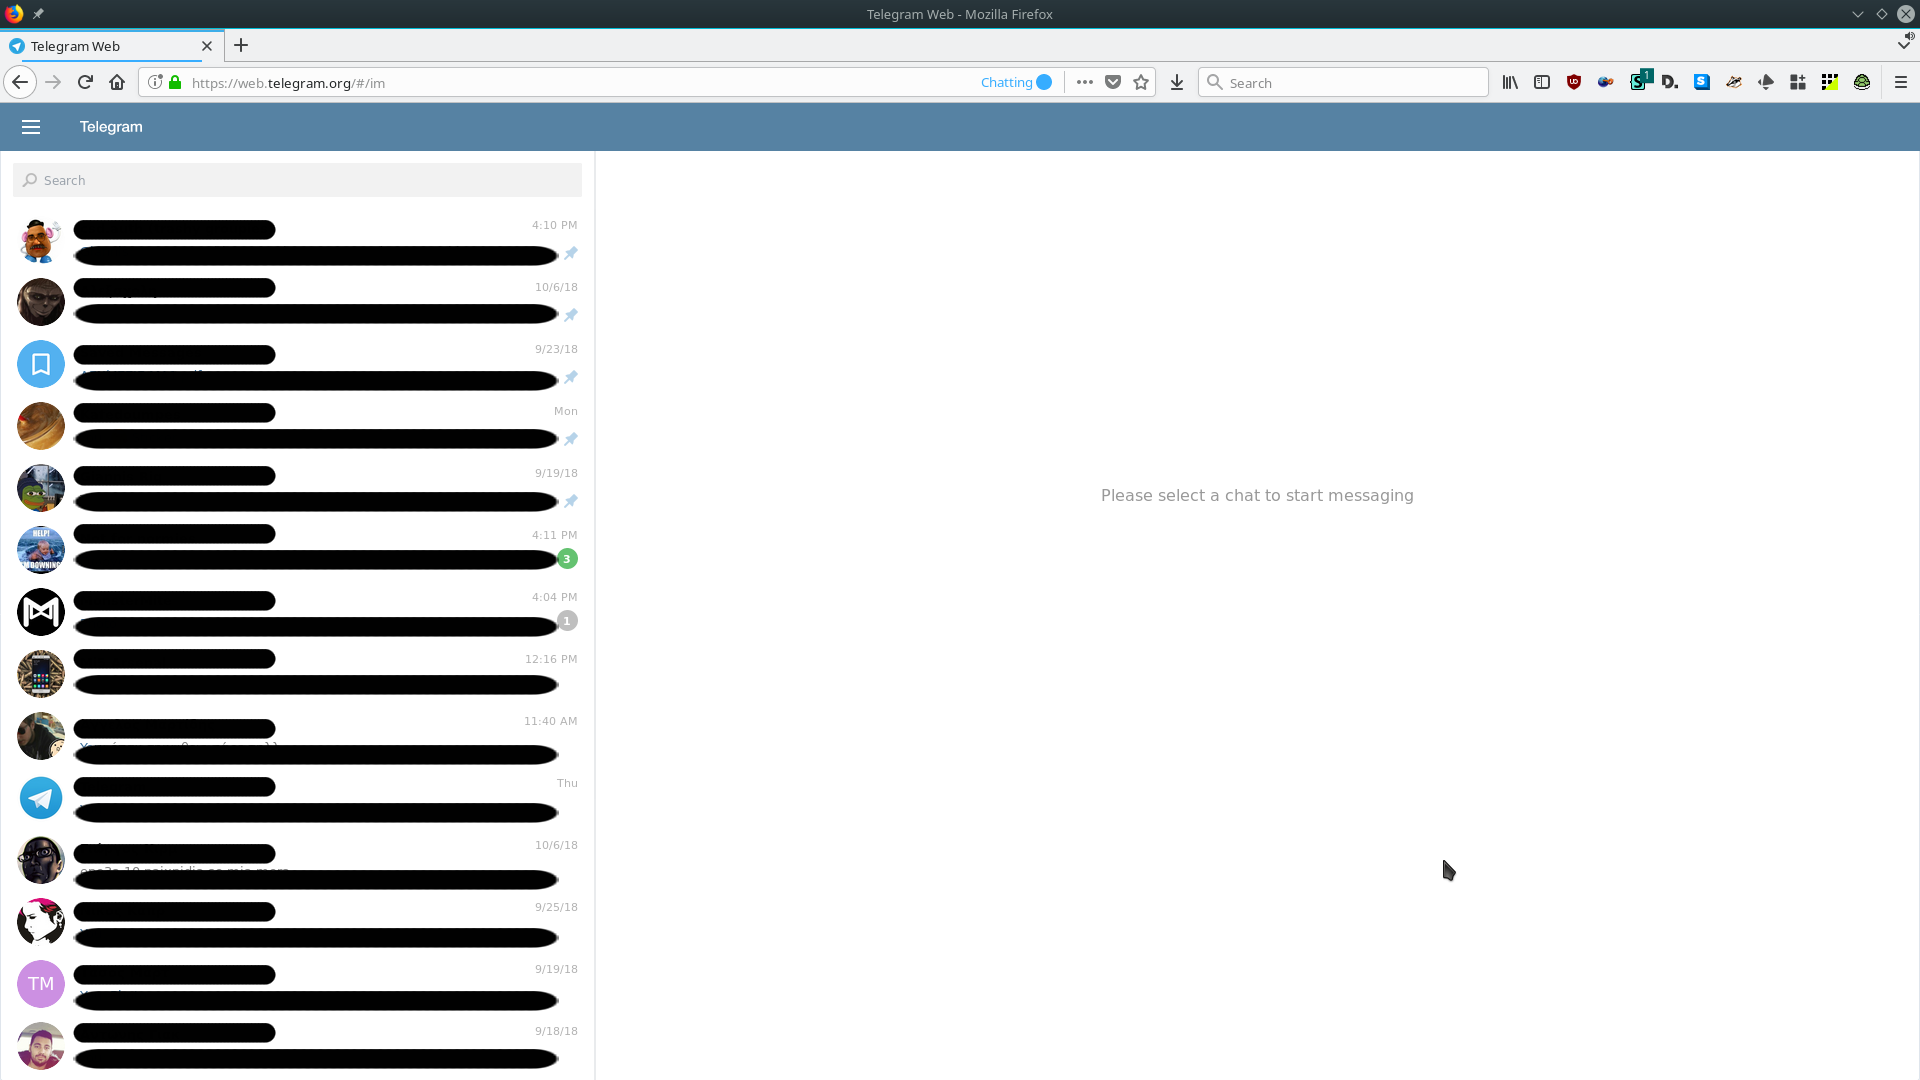 Telegram Web - Mozilla Firefox
Telegram Web
https://web.telegram.org/#/im
Chatting
Search
1
Telegram
Search
4:10 PM
10/6/18
9/23/18
Mon
9/19/18
HELP!
4:11 PM
3
4:04 PM
1
12:16 PM
11:40 AM
Thu
10/6/18
9/25/18
TM
9/19/18
9/18/18
Please select a chat to start messaging